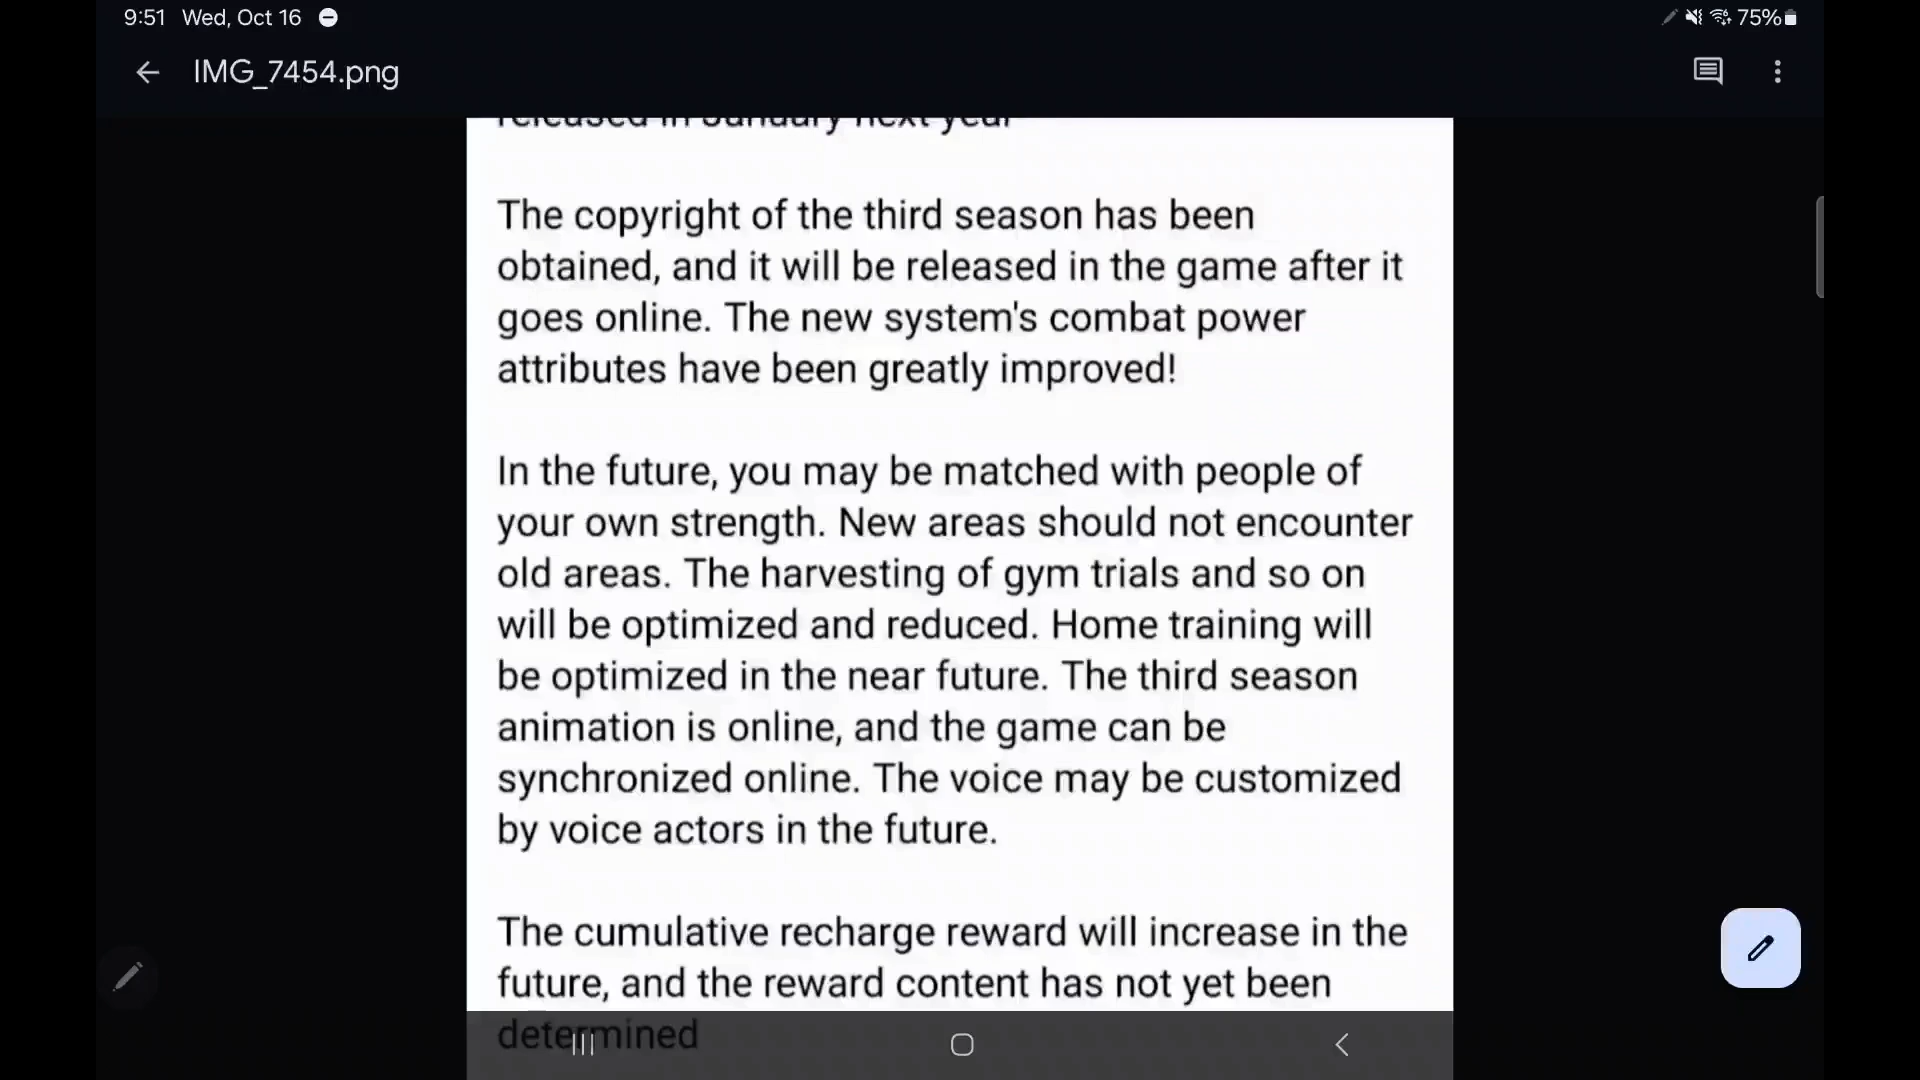 9:51 Wed, Oct 16
75%
IMG_7454.png
released in January next year
The copyright of the third season has been
obtained, and it will be released in the game after it
goes online. The new system's combat power
attributes have been greatly improved!
In the future, you may be matched with people of
your own strength. New areas should not encounter
old areas. The harvesting of gym trials and so on
will be optimized and reduced. Home training will
be optimized in the near future. The third season
animation is online, and the game can be
synchronized online. The voice may be customized
by voice actors in the future.
The cumulative recharge reward will increase in the
future, and the reward content has not yet been
determined